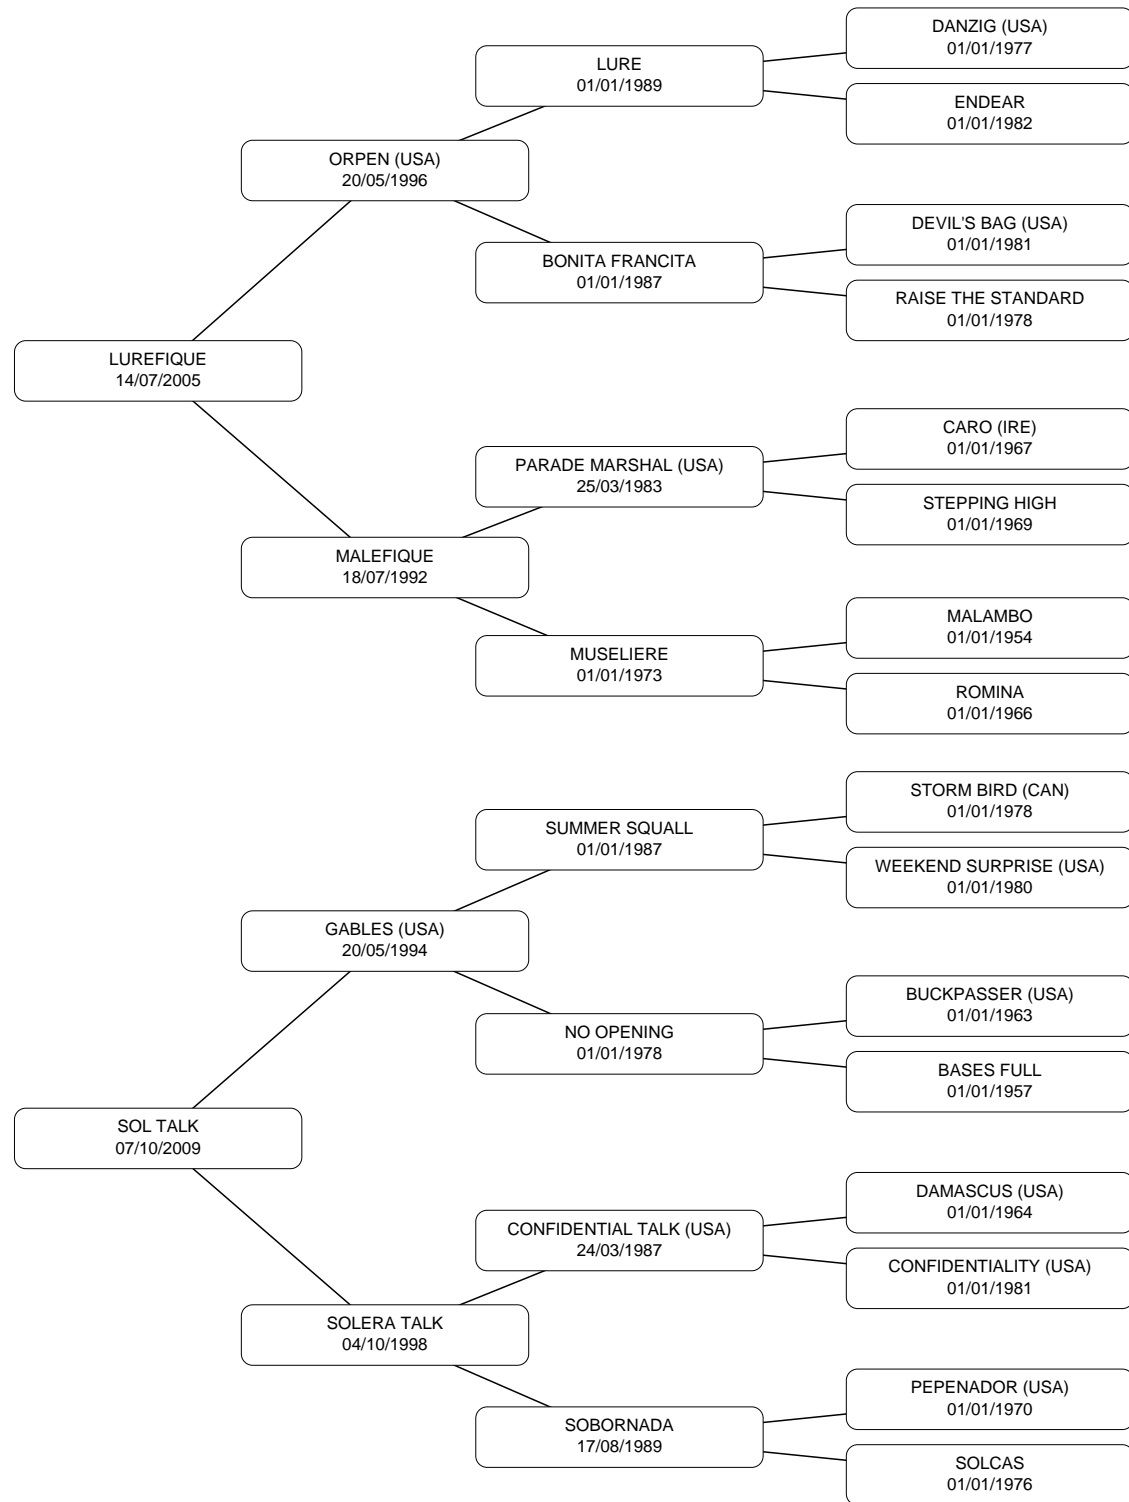 DANZIG (USA)
01/01/1977
LURE
01/01/1989
ENDEAR
01/01/1982
ORPEN (USA)
20/05/1996
DEVIL'S BAG (USA)
01/01/1981
BONITA FRANCITA
01/01/1987
RAISE THE STANDARD
01/01/1978
LUREFIQUE
14/07/2005
CARO (IRE)
01/01/1967
PARADE MARSHAL (USA)
25/03/1983
STEPPING HIGH
01/01/1969
MALEFIQUE
18/07/1992
MALAMBO
01/01/1954
MUSELIERE
01/01/1973
ROMINA
01/01/1966
STORM BIRD (CAN)
01/01/1978
SUMMER SQUALL
01/01/1987
WEEKEND SURPRISE (USA)
01/01/1980
GABLES (USA)
20/05/1994
BUCKPASSER (USA)
01/01/1963
NO OPENING
01/01/1978
BASES FULL
01/01/1957
SOL TALK
07/10/2009
DAMASCUS (USA)
01/01/1964
CONFIDENTIAL TALK (USA)
24/03/1987
CONFIDENTIALITY (USA)
01/01/1981
SOLERA TALK
04/10/1998
PEPENADOR (USA)
01/01/1970
SOBORNADA
17/08/1989
SOLCAS
01/01/1976